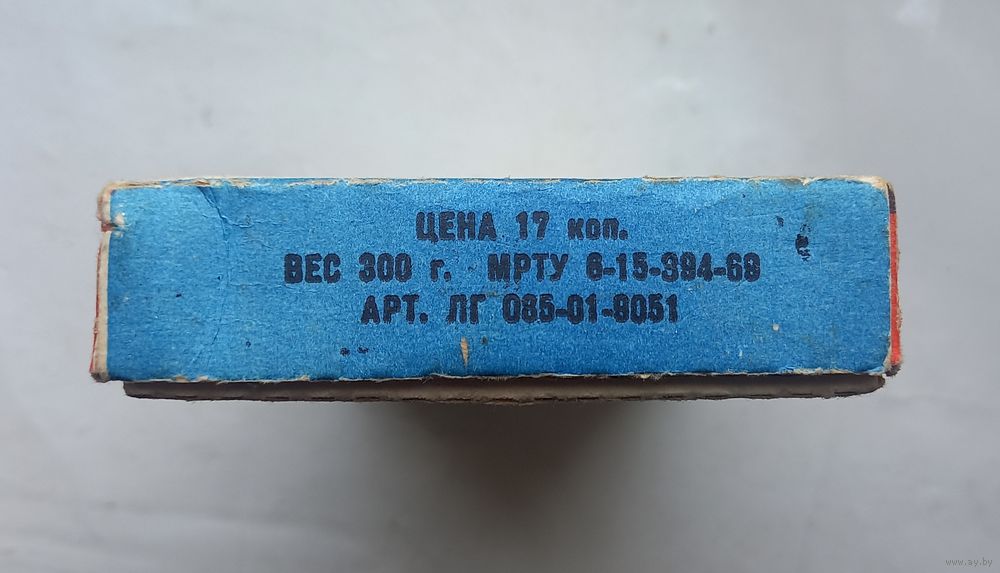 ЦЕНА 17 коп.
ВЕС 300 г. МРТУ 6-15-394-69
АРТ. ЛГ 085-01-9051
www.ay.by